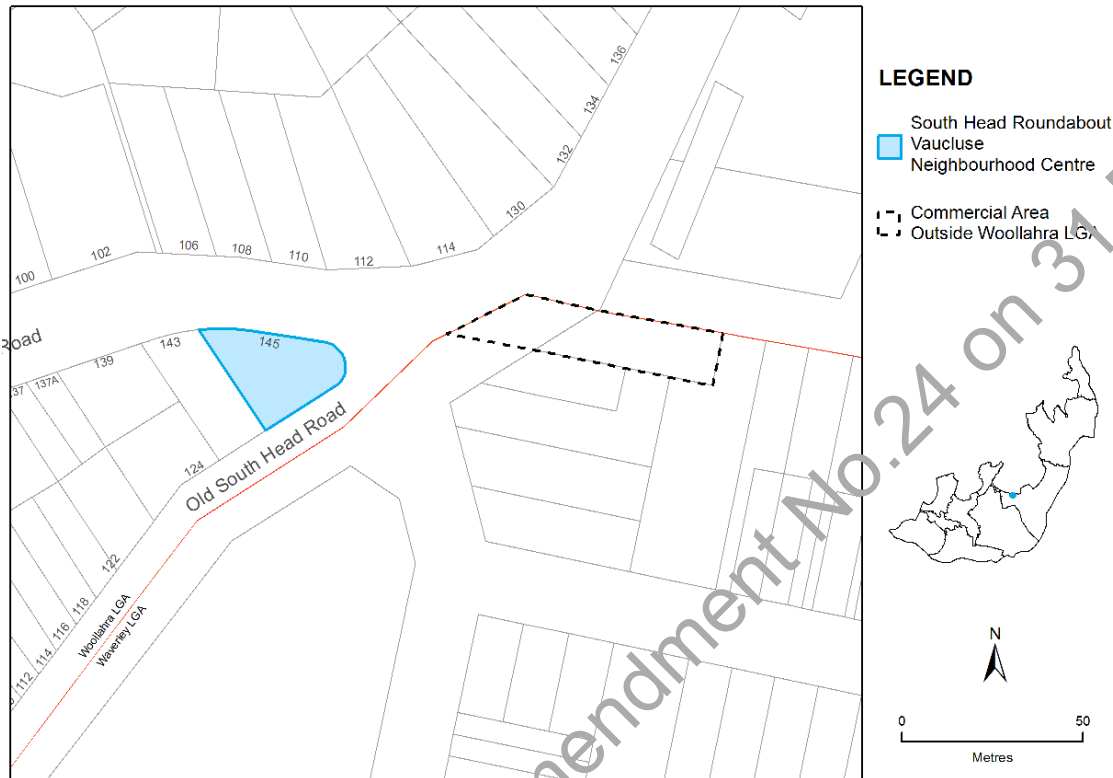 136
134
132
130
114
112
110
108
106
102
100
Road
145
143
139
137A
37
124
Old South Head Road
122
118
116
114
112
Woollahra LGA
Waverley LGA
LEGEND
South Head Roundabout
Vaucluse
Neighbourhood Centre
Commercial Area
Outside Woollahra LGA
N
0 50
Metres
endment No.24 on 31